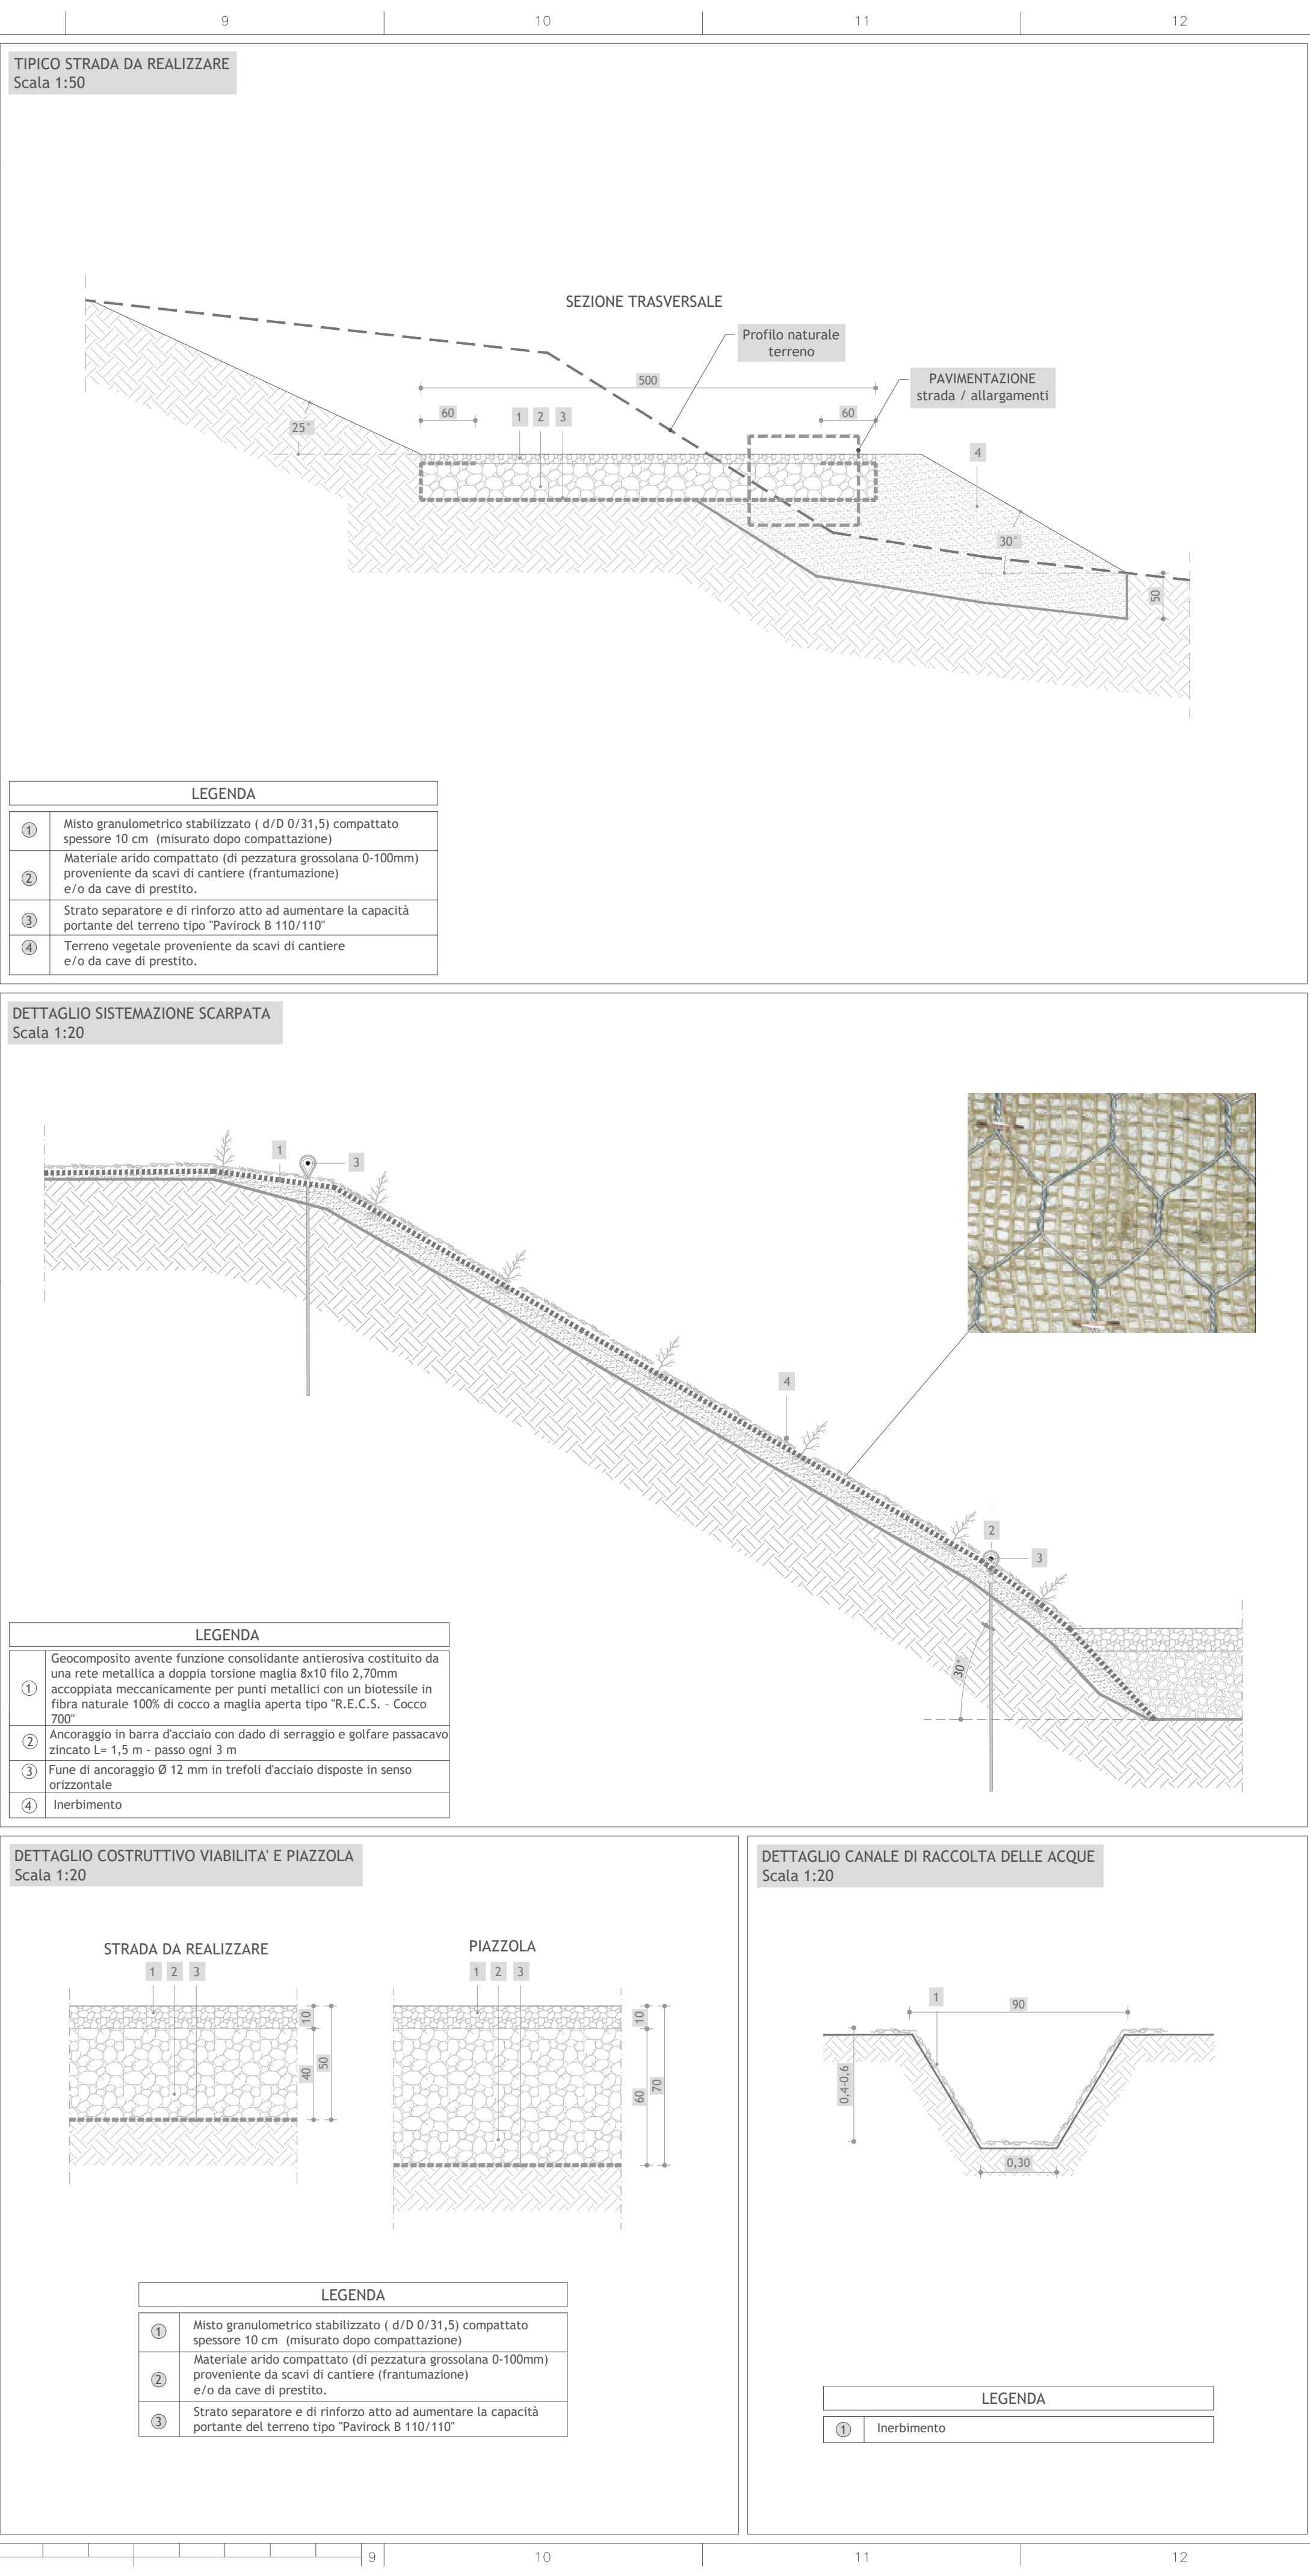 9 10 11 12
TIPICO STRADA DA REALIZZARE
Scala 1:50
SEZIONE TRASVERSALE
Profilo naturale
terreno
500
PAVIMENTAZIONE
strada / allargamenti
60
1 2 3
60
25°
4
30°
50
LEGENDA
1 Misto granulometrico stabilizzato ( d/D 0/31,5) compattato
spessore 10 cm (misurato dopo compattazione)
2 Materiale arido compattato (di pezzatura grossolana 0-100mm)
proveniente da scavi di cantiere (frantumazione)
e/o da cave di prestito.
3 Strato separatore e di rinforzo atto ad aumentare la capacità
portante del terreno tipo "Pavirock B 110/110"
4 Terreno vegetale proveniente da scavi di cantiere
e/o da cave di prestito.
DETTAGLIO SISTEMAZIONE SCARPATA
Scala 1:20
1
3
4
2
3
30°
LEGENDA
1 Geocomposito avente funzione consolidante antierosiva costituito da
una rete metallica a doppia torsione maglia 8x10 filo 2,70mm
accoppiata meccanicamente per punti metallici con un biotessile in
fibra naturale 100% di cocco a maglia aperta tipo "R.E.C.S. - Cocco
700"
2 Ancoraggio in barra d'acciaio con dado di serraggio e golfare passacavo
zincato L= 1,5 m - passo ogni 3 m
3 Fune di ancoraggio Ø 12 mm in trefoli d'acciaio disposte in senso
orizzontale
4 Inerbimento
DETTAGLIO COSTRUTTIVO VIABILITA' E PIAZZOLA
Scala 1:20
STRADA DA REALIZZARE
1 2 3
10
40
50
PIAZZOLA
1 2 3
10
60
70
LEGENDA
1 Misto granulometrico stabilizzato ( d/D 0/31,5) compattato
spessore 10 cm (misurato dopo compattazione)
2 Materiale arido compattato (di pezzatura grossolana 0-100mm)
proveniente da scavi di cantiere (frantumazione)
e/o da cave di prestito.
3 Strato separatore e di rinforzo atto ad aumentare la capacità
portante del terreno tipo "Pavirock B 110/110"
DETTAGLIO CANALE DI RACCOLTA DELLE ACQUE
Scala 1:20
1
90
0,4-0,6
0,30
LEGENDA
1 Inerbimento
9 10 11 12